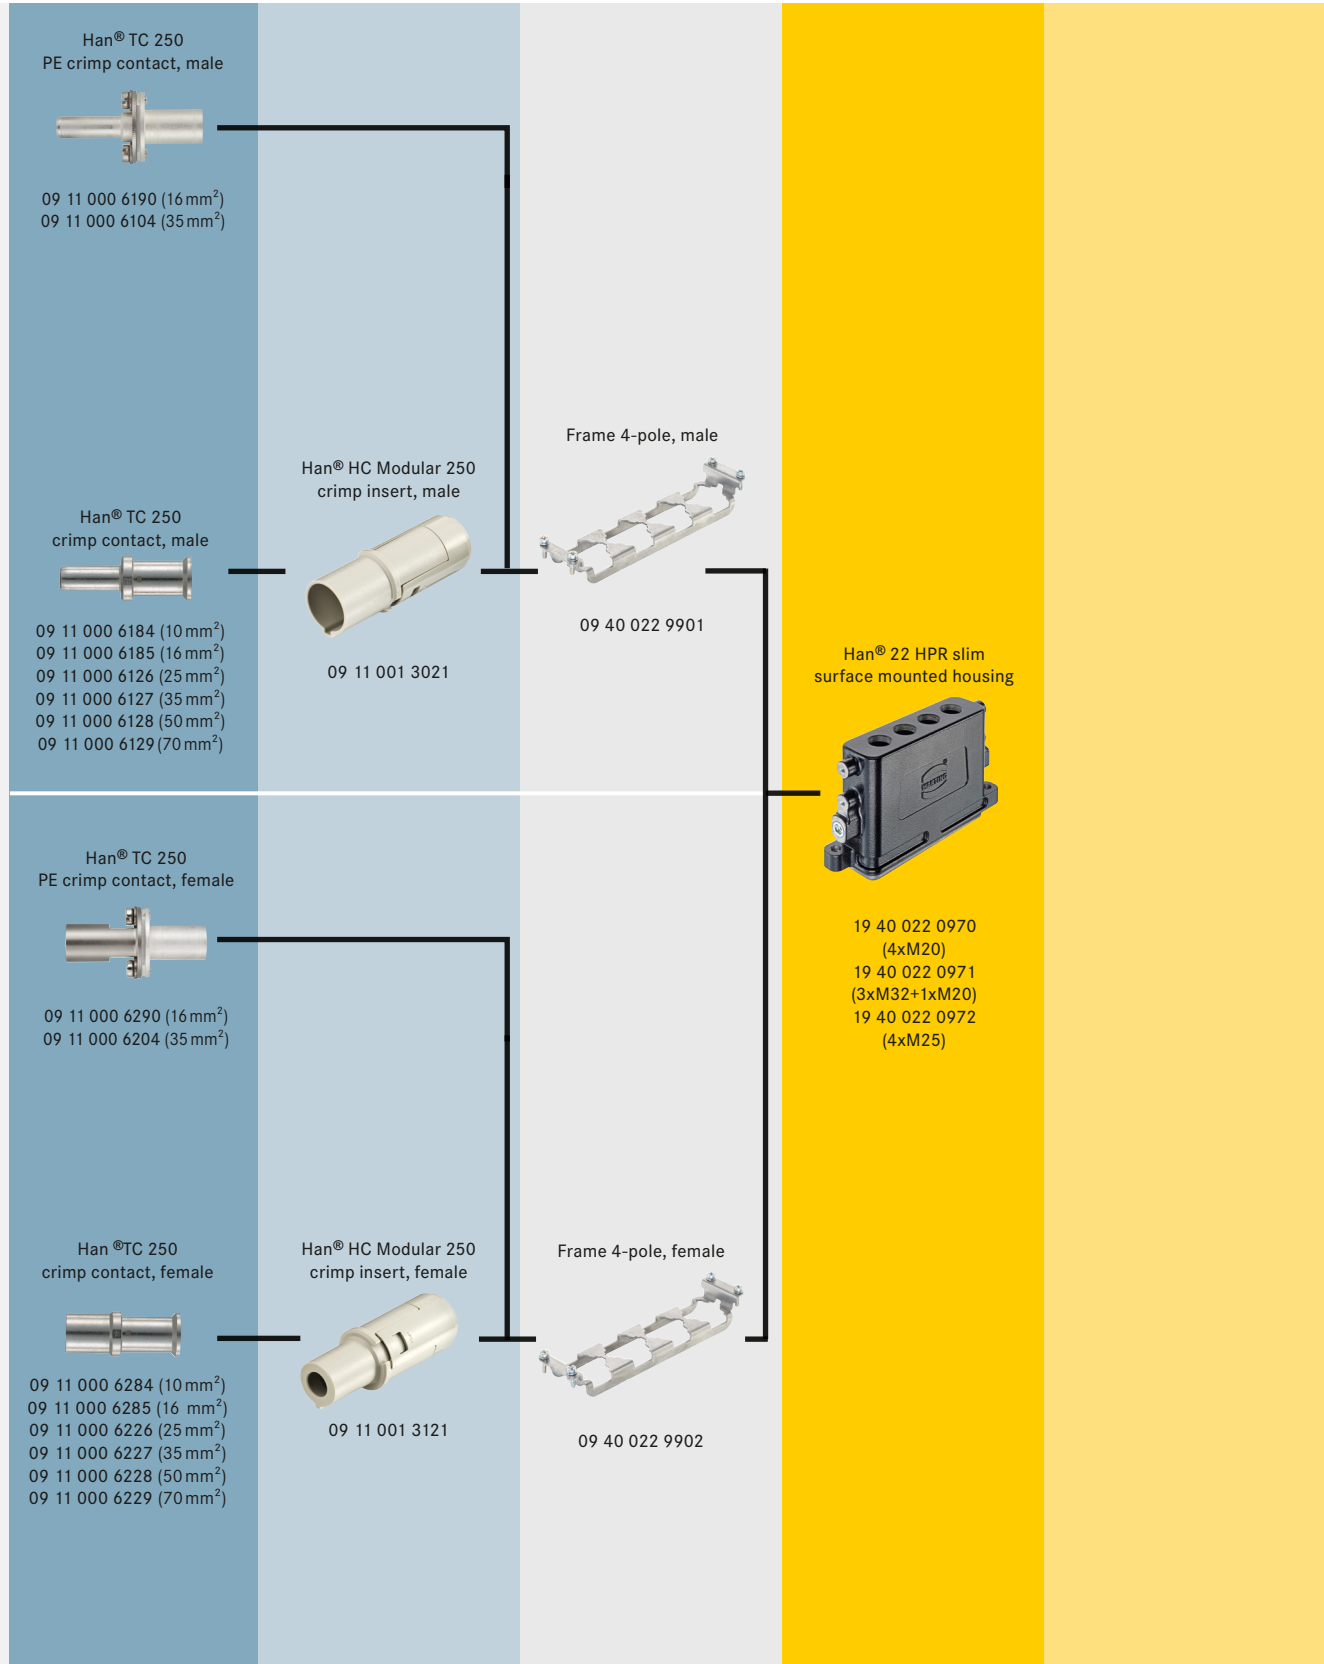 Han® TC 250
PE crimp contact, male
09 11 000 6190 (16 mm²)
09 11 000 6104 (35 mm²)
Han® TC 250
crimp contact, male
09 11 000 6184 (10 mm²)
09 11 000 6185 (16 mm²)
09 11 000 6126 (25 mm²)
09 11 000 6127 (35 mm²)
09 11 000 6128 (50 mm²)
09 11 000 6129 (70 mm²)
Han® HC Modular 250
crimp insert, male
09 11 001 3021
Frame 4-pole, male
09 40 022 9901
Han® 22 HPR slim
surface mounted housing
HARTING
19 40 022 0970
(4xM20)
19 40 022 0971
(3xM32+1xM20)
19 40 022 0972
(4xM25)
Han® TC 250
PE crimp contact, female
09 11 000 6290 (16 mm²)
09 11 000 6204 (35 mm²)
Han ®TC 250
crimp contact, female
09 11 000 6284 (10 mm²)
09 11 000 6285 (16 mm²)
09 11 000 6226 (25 mm²)
09 11 000 6227 (35 mm²)
09 11 000 6228 (50 mm²)
09 11 000 6229 (70 mm²)
Han® HC Modular 250
crimp insert, female
09 11 001 3121
Frame 4-pole, female
09 40 022 9902